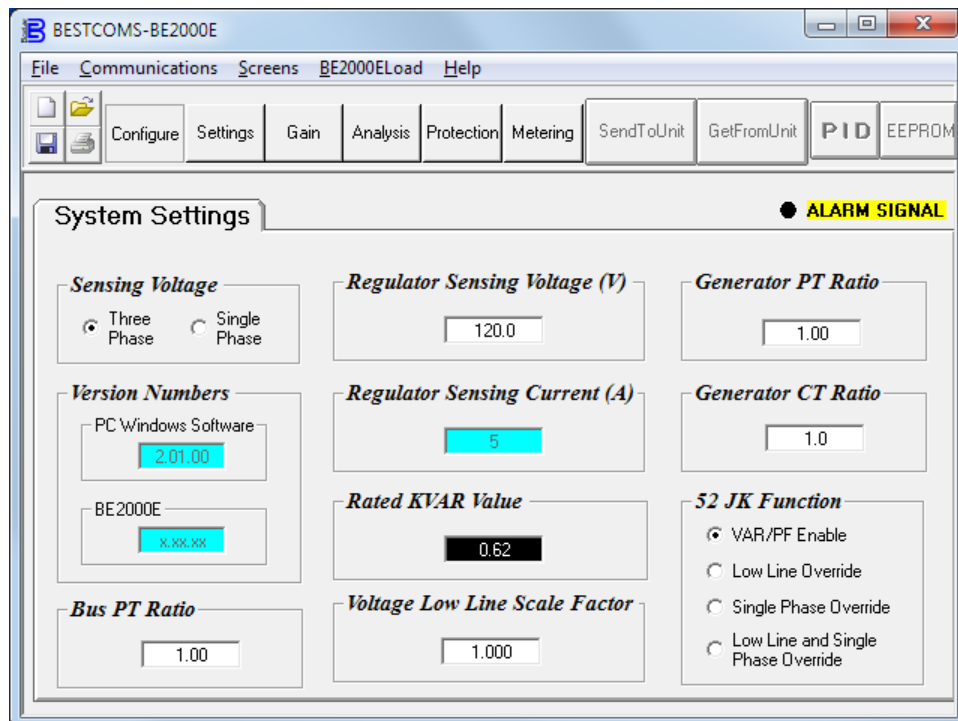 BESTCOMS-BE2000E
File Communications Screens BE2000ELoad Help
Configure Settings Gain Analysis Protection Metering SendToUnit GetFromUnit PID EEPROM
System Settings
ALARM SIGNAL
Sensing Voltage
Three Phase
Single Phase
Version Numbers
PC Windows Software
2.01.00
BE2000E
x.xx.xx
Bus PT Ratio
1.00
Regulator Sensing Voltage (V)
120.0
Regulator Sensing Current (A)
5
Rated KVAR Value
0.62
Voltage Low Line Scale Factor
1.000
Generator PT Ratio
1.00
Generator CT Ratio
1.0
52 JK Function
VAR/PF Enable
Low Line Override
Single Phase Override
Low Line and Single
Phase Override